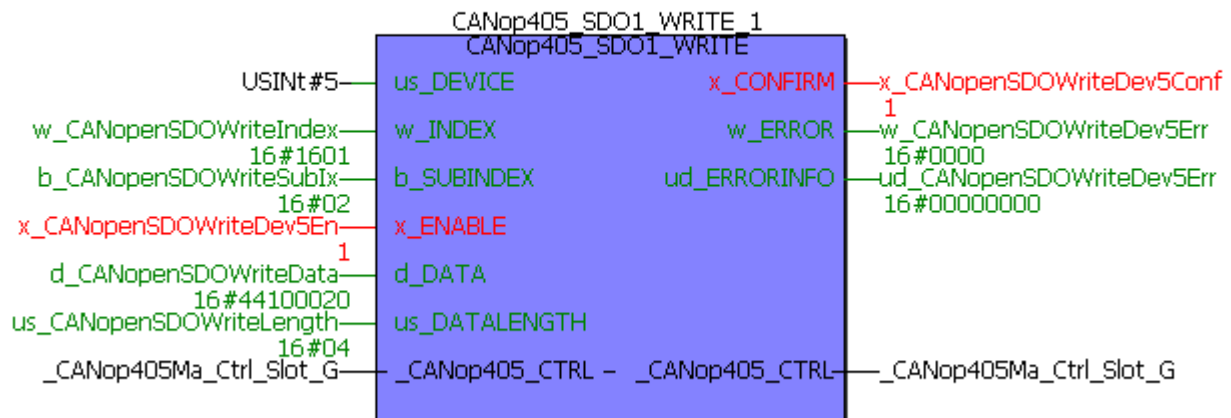 CANop405_SDO1_WRITE_1
CANop405_SDO1_WRITE
USINt#5 us_DEVICE x_CONFIRM x_CANopenSDOWriteDev5Conf
1
w_CANopenSDOWriteIndex w_INDEX w_ERROR w_CANopenSDOWriteDev5Err
16#1601 16#0000
b_CANopenSDOWriteSubIx b_SUBINDEX ud_ERRORINFO ud_CANopenSDOWriteDev5Err
16#02 16#00000000
x_CANopenSDOWriteDev5En x_ENABLE
1
d_CANopenSDOWriteData d_DATA
16#44100020
us_CANopenSDOWriteLength us_DATALENGTH
16#04
_CANop405Ma_Ctrl_Slot_G _CANop405_CTRL – _CANop405_CTRL _CANop405Ma_Ctrl_Slot_G